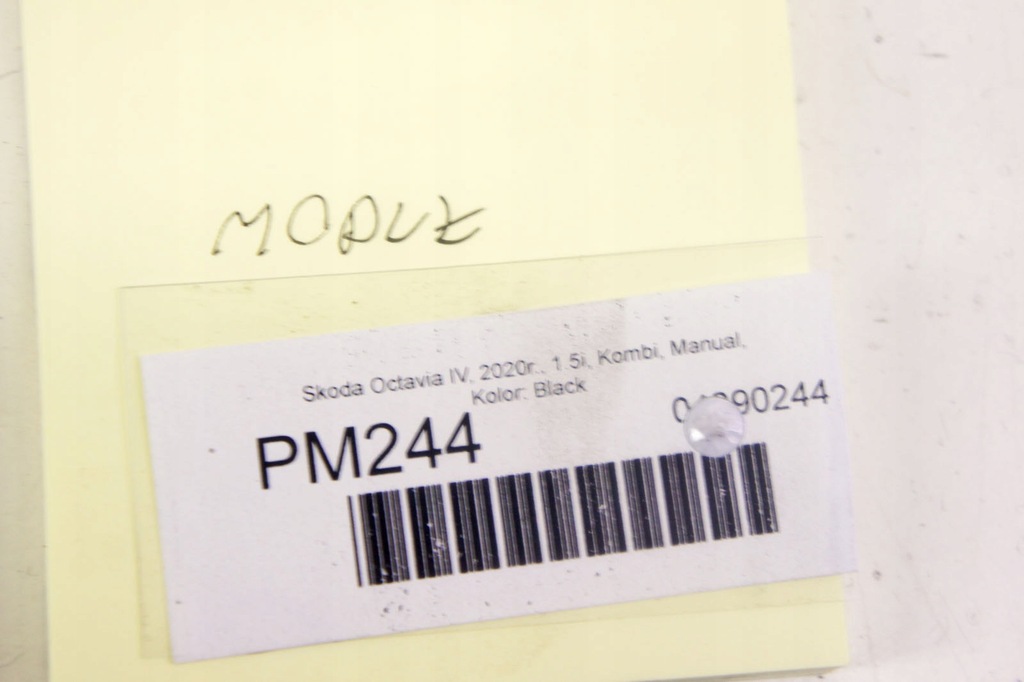 MODUŁ
Skoda Octavia IV, 2020r., 1.5i, Kombi, Manual,
Kolor: Black
PM244